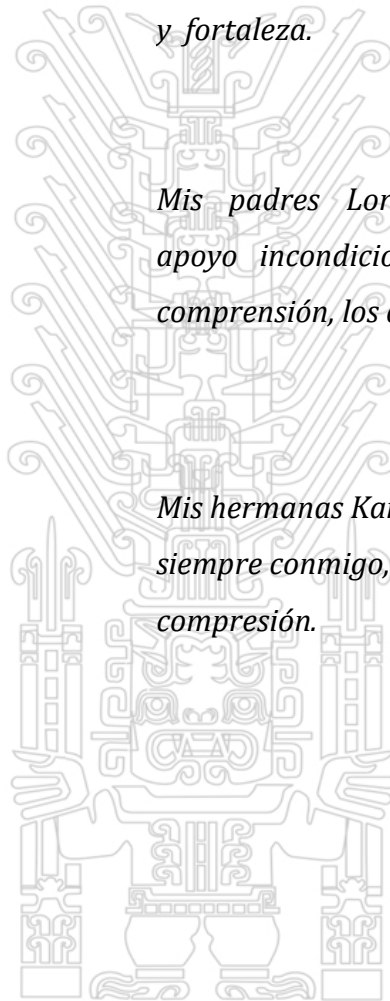 y fortaleza.
Mis padres
apoyo
comprensión, los
Mis hermanas
siempre conmigo,
compresión.